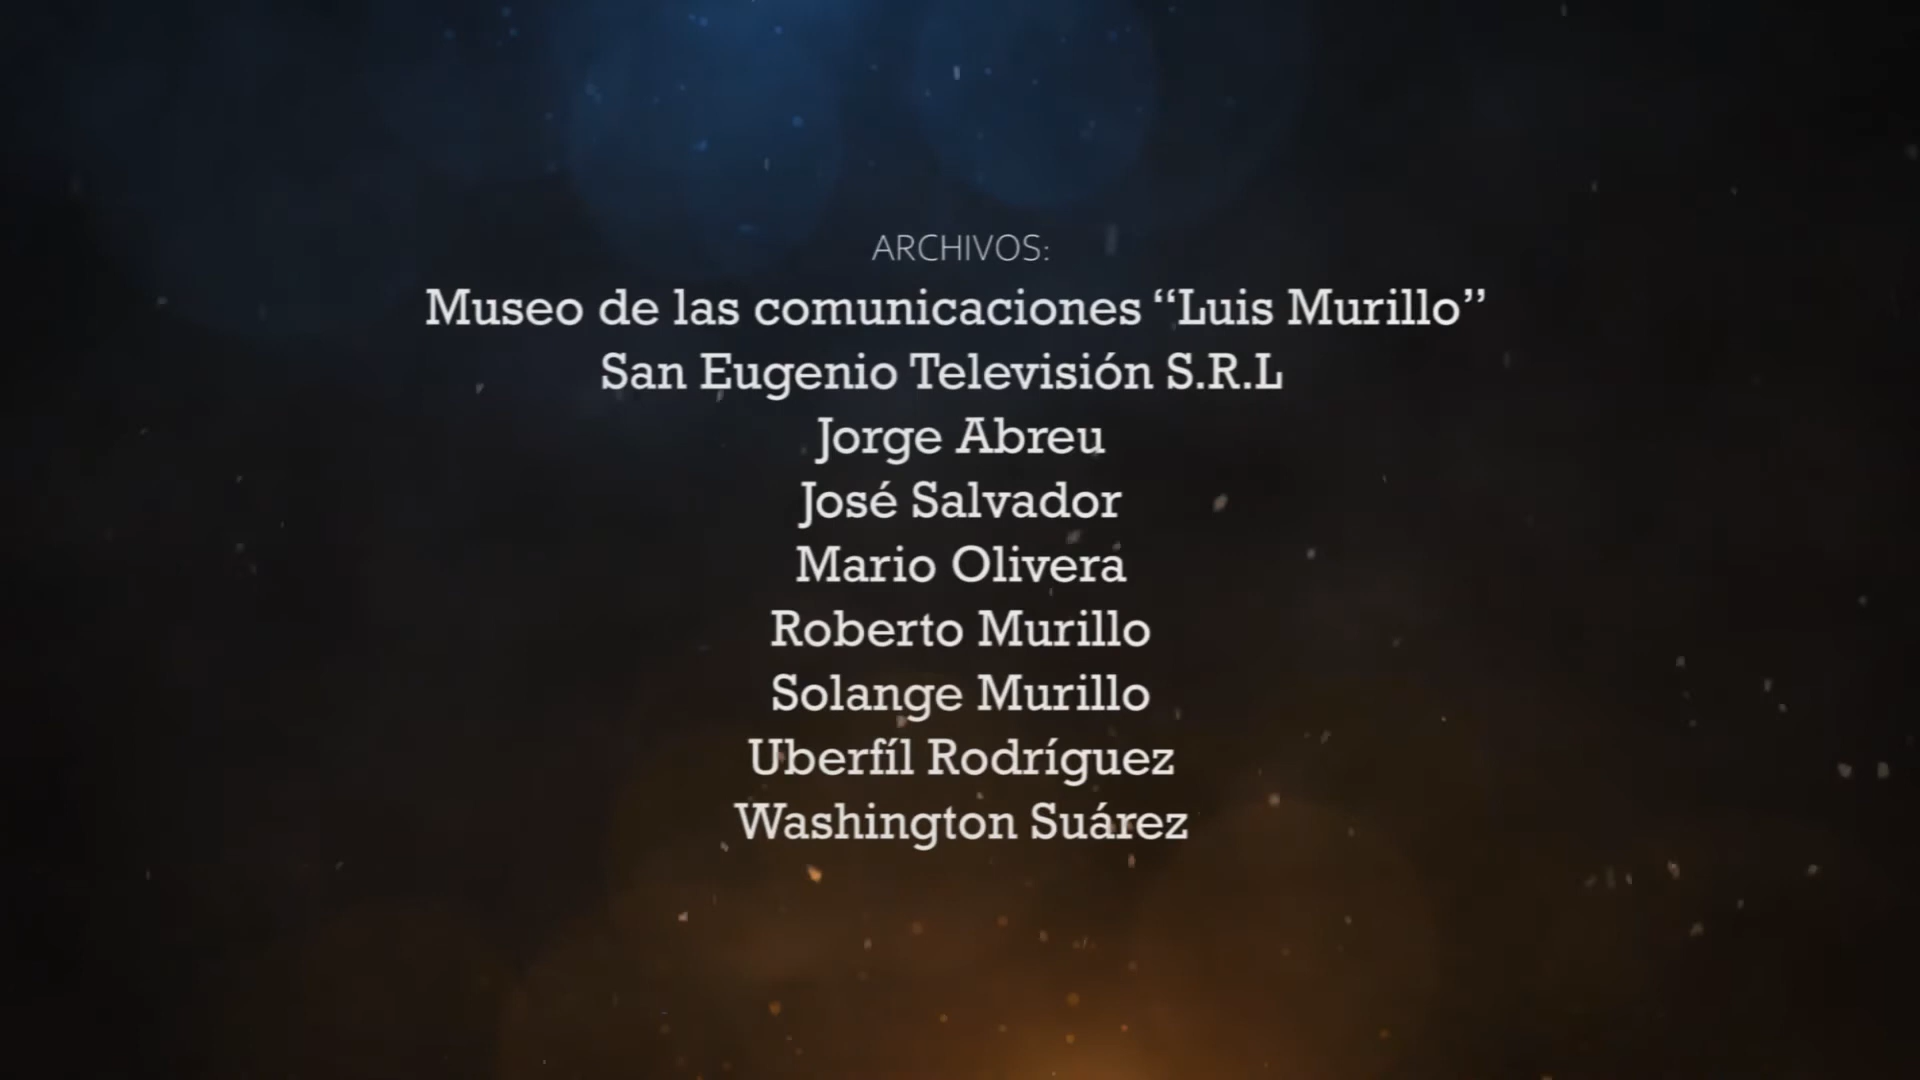 ARCHIVOS:
Museo de las comunicaciones “Luis Murillo”
San Eugenio Televisión S.R.L
Jorge Abreu
José Salvador
Mario Olivera
Roberto Murillo
Solange Murillo
Uberfíl Rodríguez
Washington Suárez